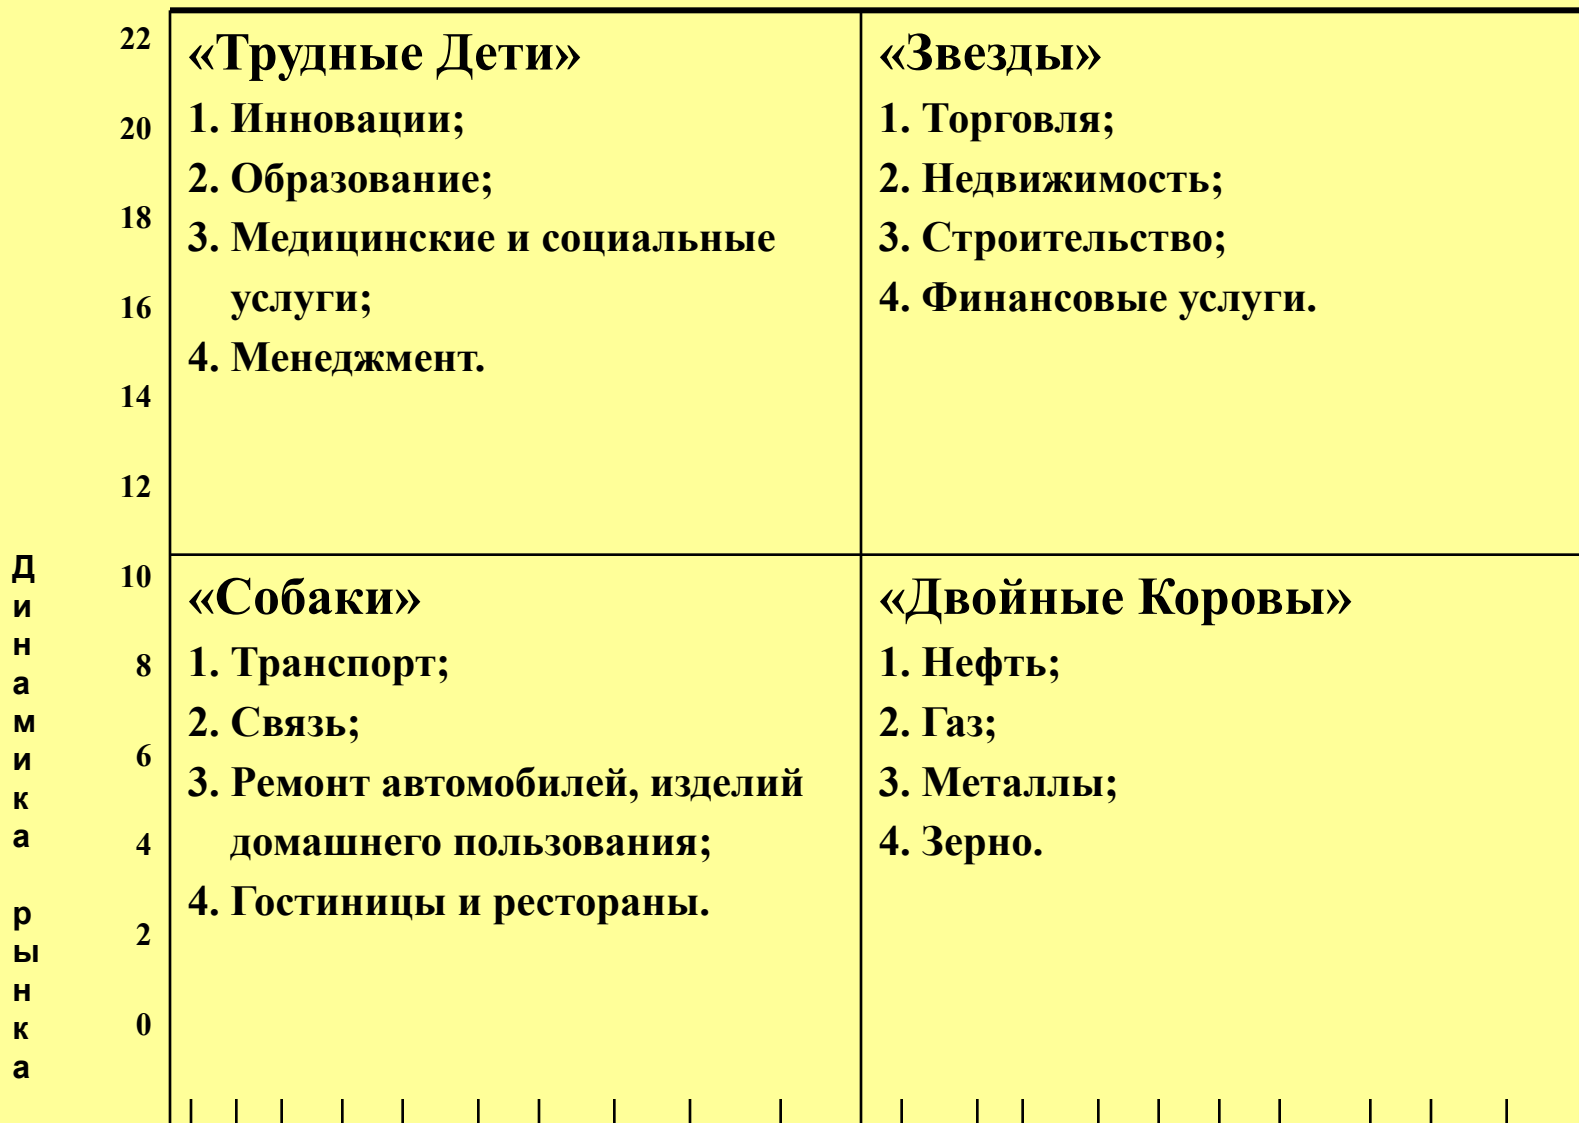 22
20
18
16
14
12
10
8
6
4
2
0
Динамика рынка
«Трудные Дети»
1. Инновации;
2. Образование;
3. Медицинские и социальные
услуги;
4. Менеджмент.
«Звезды»
1. Торговля;
2. Недвижимость;
3. Строительство;
4. Финансовые услуги.
«Собаки»
1. Транспорт;
2. Связь;
3. Ремонт автомобилей, изделий
домашнего пользования;
4. Гостиницы и рестораны.
«Двойные Коровы»
1. Нефть;
2. Газ;
3. Металлы;
4. Зерно.